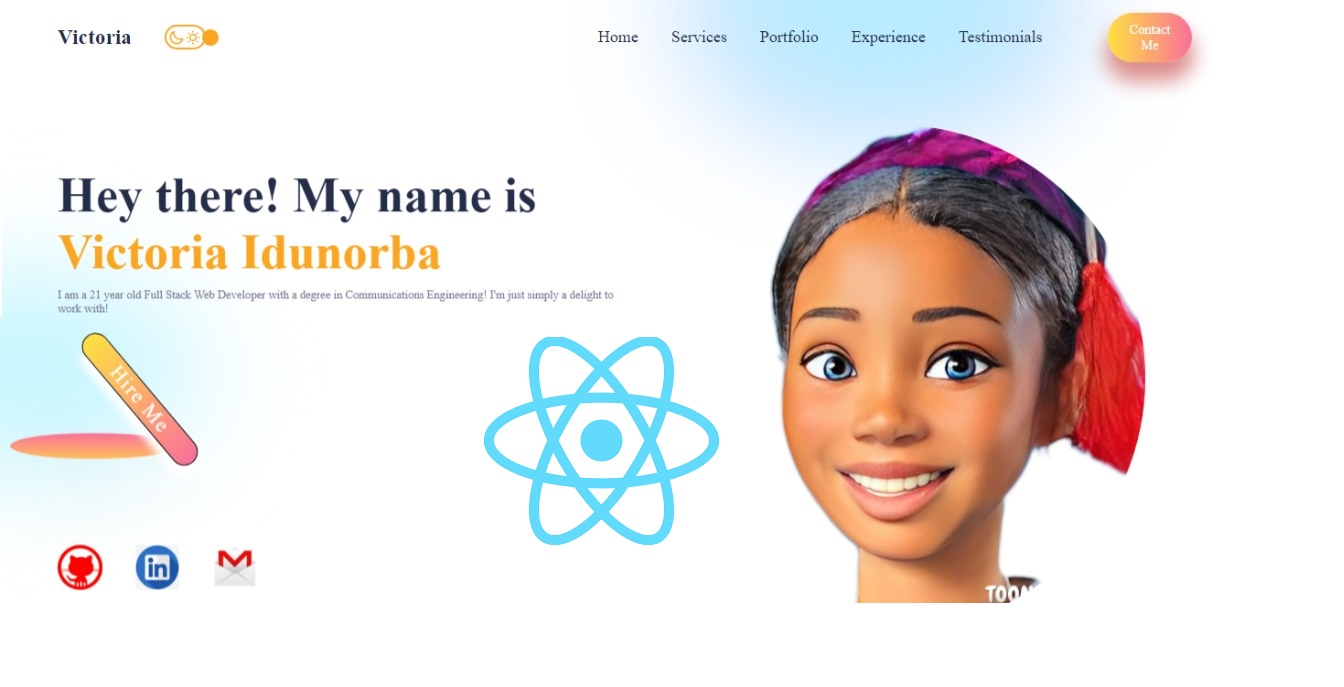 Victoria
Home Services Portfolio Experience Testimonials
Contact
Me
Hey there! My name is
Victoria Idunorba
I am a 21 year old Full Stack Web Developer with a degree in Communications Engineering! I'm just simply a delight to
work with!
Hire Me
in